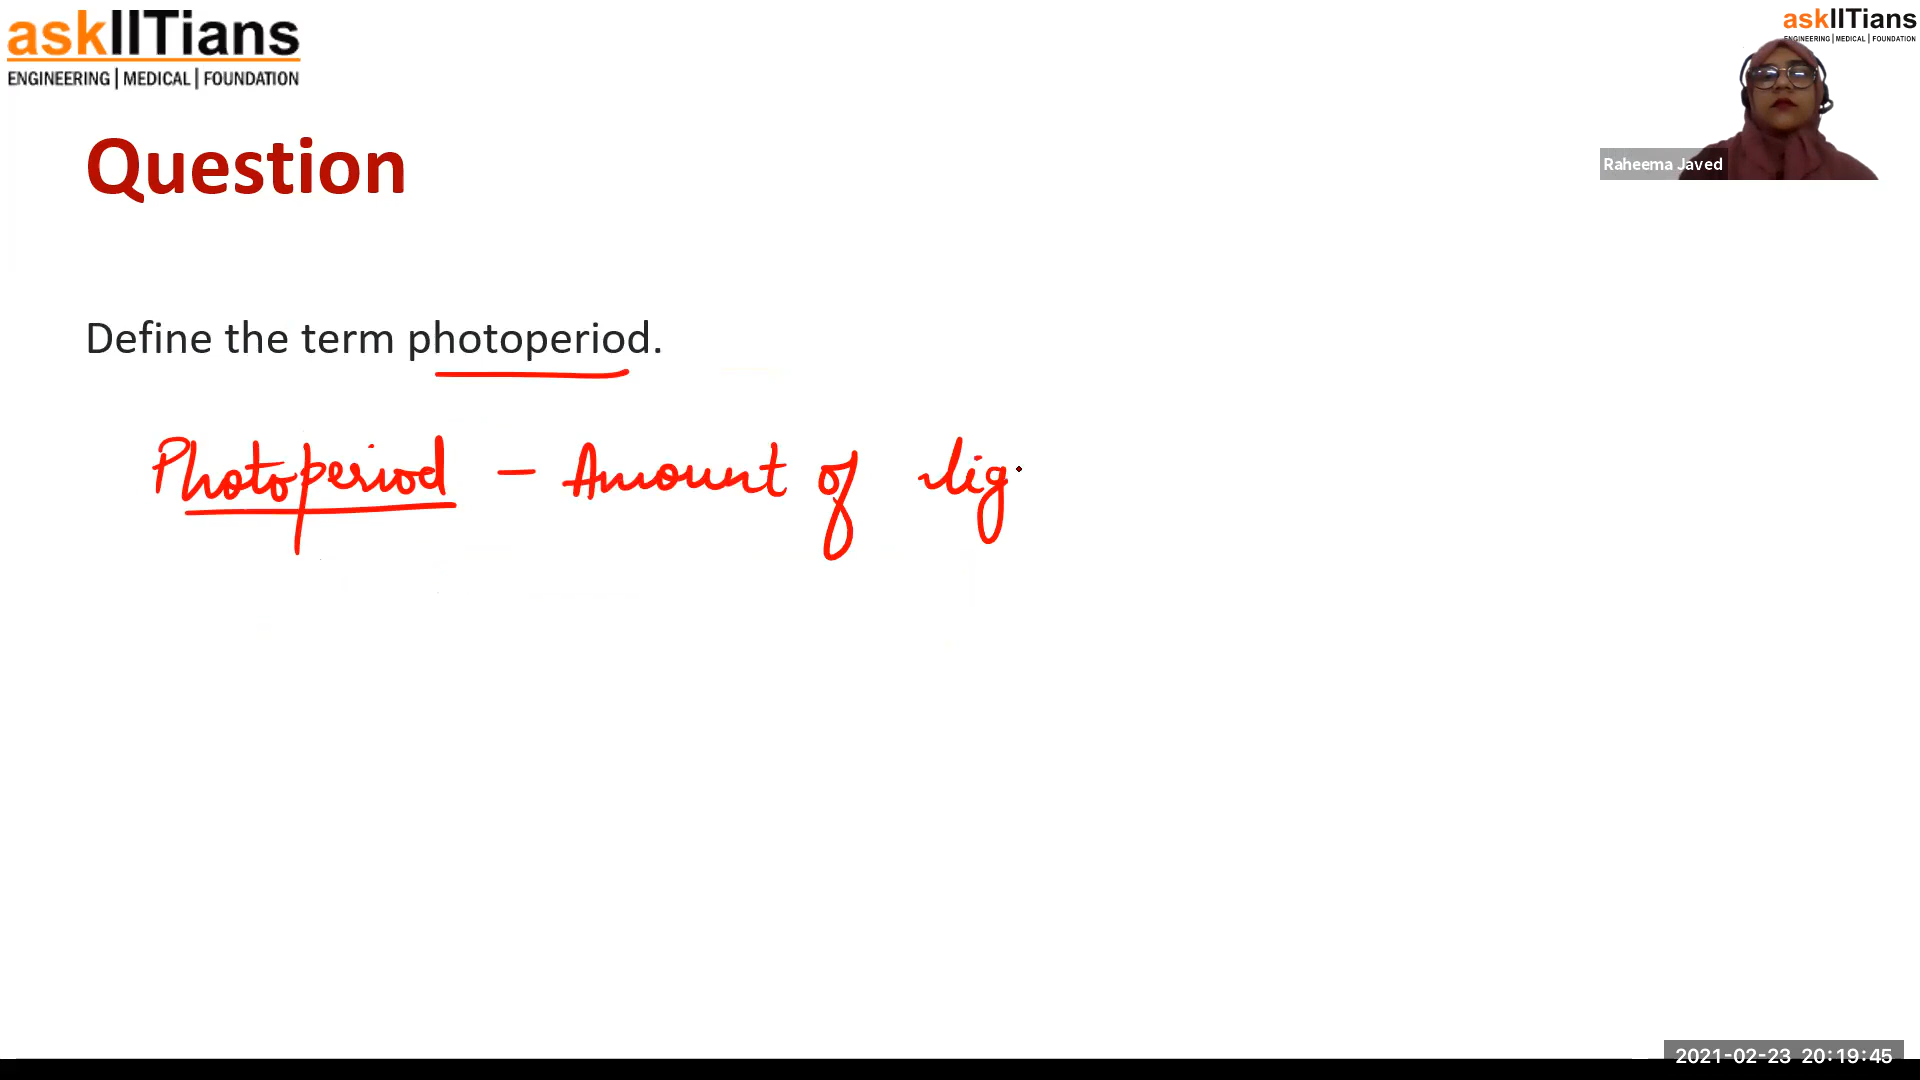 askIITians
ENGINEERING | MEDICAL | FOUNDATION
askIITians
ENGINEERING | MEDICAL | FOUNDATION
Raheema Javed
Question
Define the term photoperiod.
Photoperiod – Amount of lig
2021-02-23 20:19:45